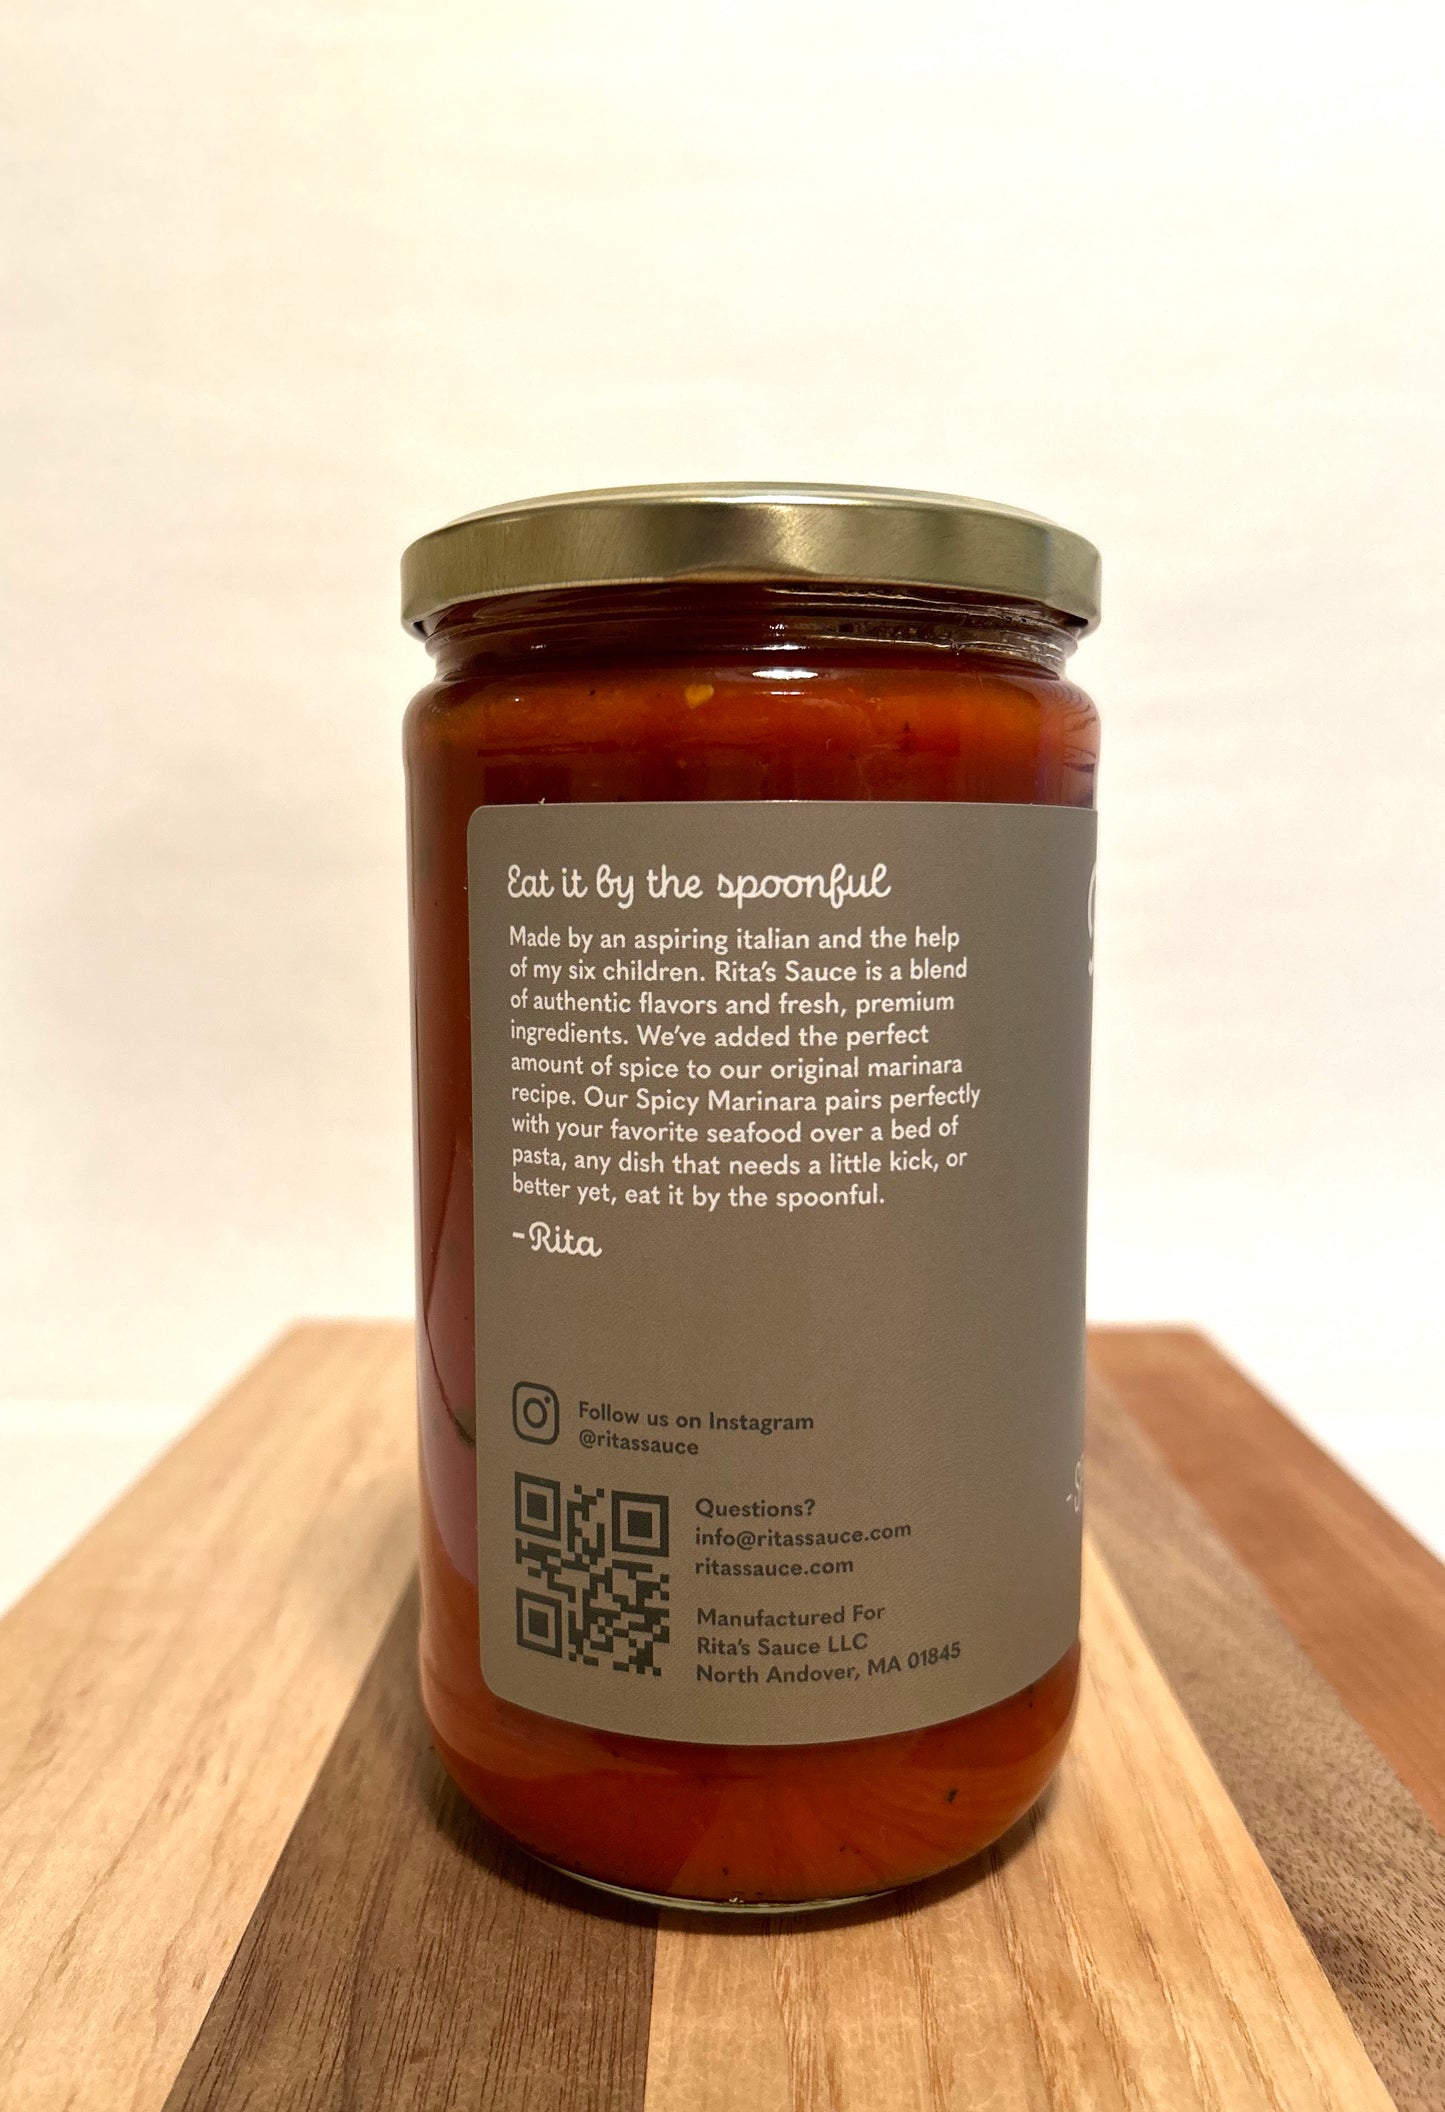 Eat it by the spoonful
Made by an aspiring italian and the help
of my six children. Rita's Sauce is a blend
of authentic flavors and fresh, premium
ingredients. We've added the perfect
amount of spice to our original marinara
recipe. Our Spicy Marinara pairs perfectly
with your favorite seafood over a bed of
pasta, any dish that needs a little kick, or
better yet, eat it by the spoonful.
-Rita
Follow us on Instagram
@ritassauce
Questions?
info@ritassauce.com
ritassauce.com
Manufactured For
Rita's Sauce LLC
North Andover, MA 01845